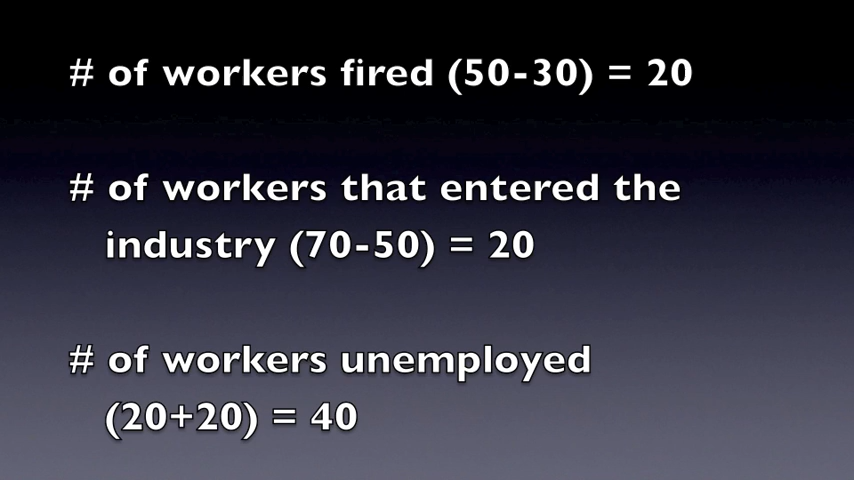 # of workers fired (50-30) = 20
# of workers that entered the
industry (70-50) = 20
# of workers unemployed
(20+20) = 40